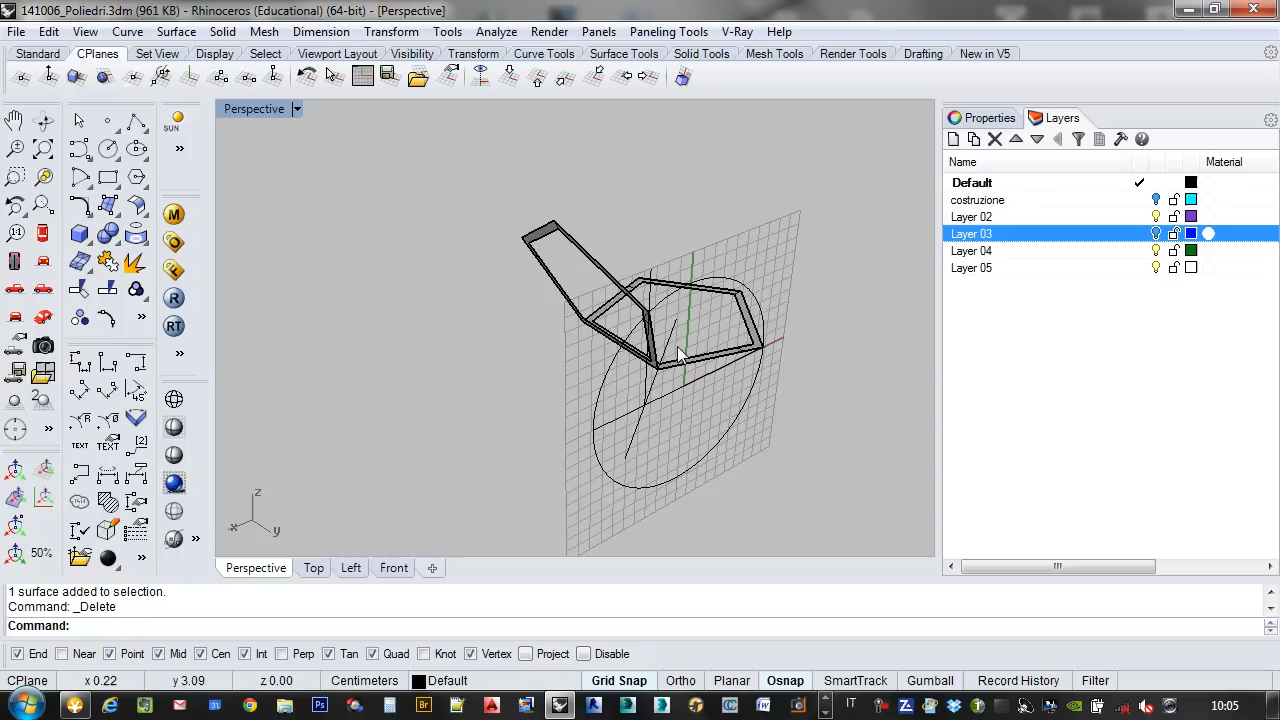 141006_Poliedri.3dm (961 KB) - Rhinoceros (Educational) (64-bit) - [Perspective]
File Edit View Curve Surface Solid Mesh Dimension Transform Tools Analyze Render Panels Paneling Tools V-Ray Help
Standard CPlanes Set View Display Select Viewport Layout Visibility Transform Curve Tools Surface Tools Solid Tools Mesh Tools Render Tools Drafting New in V5
Perspective
Properties Layers
Name Material
Default
costruzione
Layer 02
Layer 03
Layer 04
Layer 05
SUN
M
R
RT
TEXT TEXT
2
50%
z
x y
Perspective Top Left Front
1 surface added to selection.
Command: _Delete
Command:
End Near Point Mid Cen Int Perp Tan Quad Knot Vertex Project Disable
CPlane x 0.22 y 3.09 z 0.00 Centimeters Default Grid Snap Ortho Planar Osnap SmartTrack Gumball Record History Filter
IT 10:05